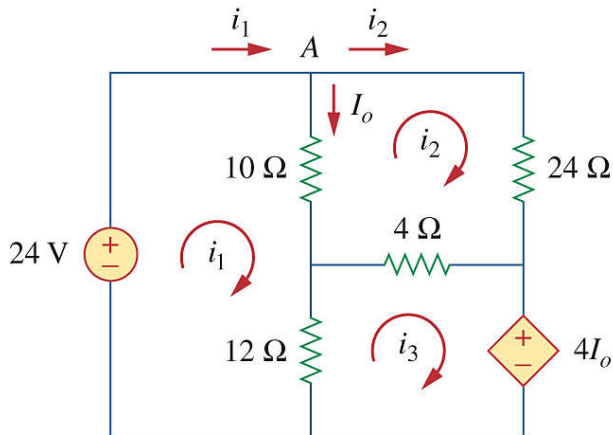 i₁ A i₂
Iₒ
i₂
10 Ω 24 Ω
4 Ω
24 V + − i₁
12 Ω i₃ + − 4Iₒ